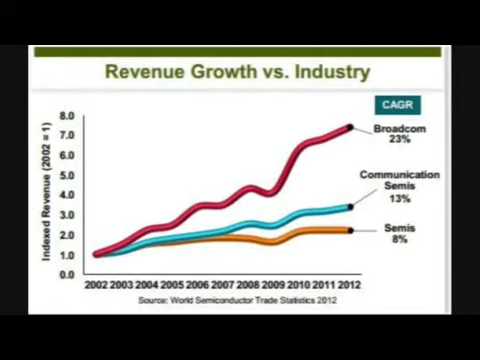 Revenue Growth vs. Industry
CAGR
Indexed Revenue (2002 = 1)
8.0
7.0
6.0
5.0
4.0
3.0
2.0
1.0
0.0
Broadcom
23%
Communication
Semis
13%
Semis
8%
2002 2003 2004 2005 2006 2007 2008 2009 2010 2011 2012
Source: World Semiconductor Trade Statistics 2012